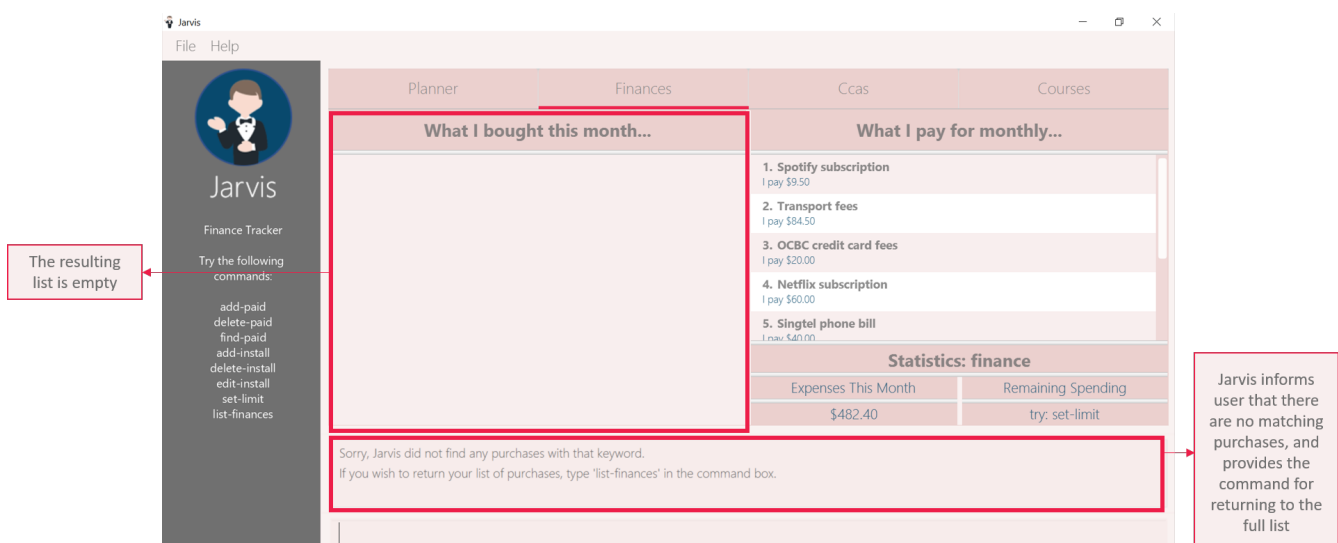 Jarvis
File Help
Jarvis
Finance Tracker
Try the following
commands:
add-paid
delete-paid
find-paid
add-install
delete-install
edit-install
set-limit
list-finances
The resulting
list is empty
Planner Finances Ccas Courses
What I bought this month...
What I pay for monthly...
1. Spotify subscription
I pay $9.50
2. Transport fees
I pay $84.50
3. OCBC credit card fees
I pay $20.00
4. Netflix subscription
I pay $60.00
5. Singtel phone bill
I pay $40.00
Statistics: finance
Expenses This Month Remaining Spending
$482.40 try: set-limit
Sorry, Jarvis did not find any purchases with that keyword.
If you wish to return your list of purchases, type 'list-finances' in the command box.
Jarvis informs
user that there
are no matching
purchases, and
provides the
command for
returning to the
full list